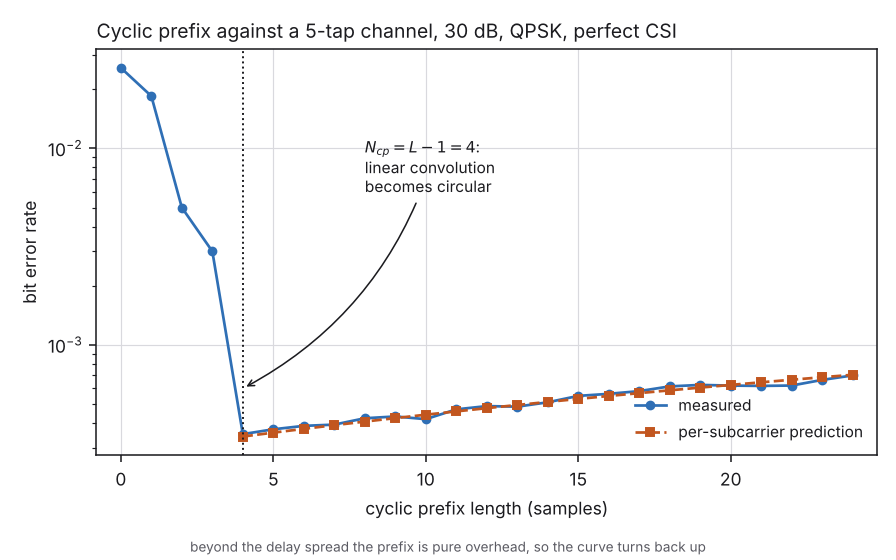 Cyclic prefix against a 5-tap channel, 30 dB, QPSK, perfect CSI
bit error rate
10⁻²
10⁻³
N_cp = L − 1 = 4:
linear convolution
becomes circular
measured
per-subcarrier prediction
0 5 10 15 20
cyclic prefix length (samples)
beyond the delay spread the prefix is pure overhead, so the curve turns back up